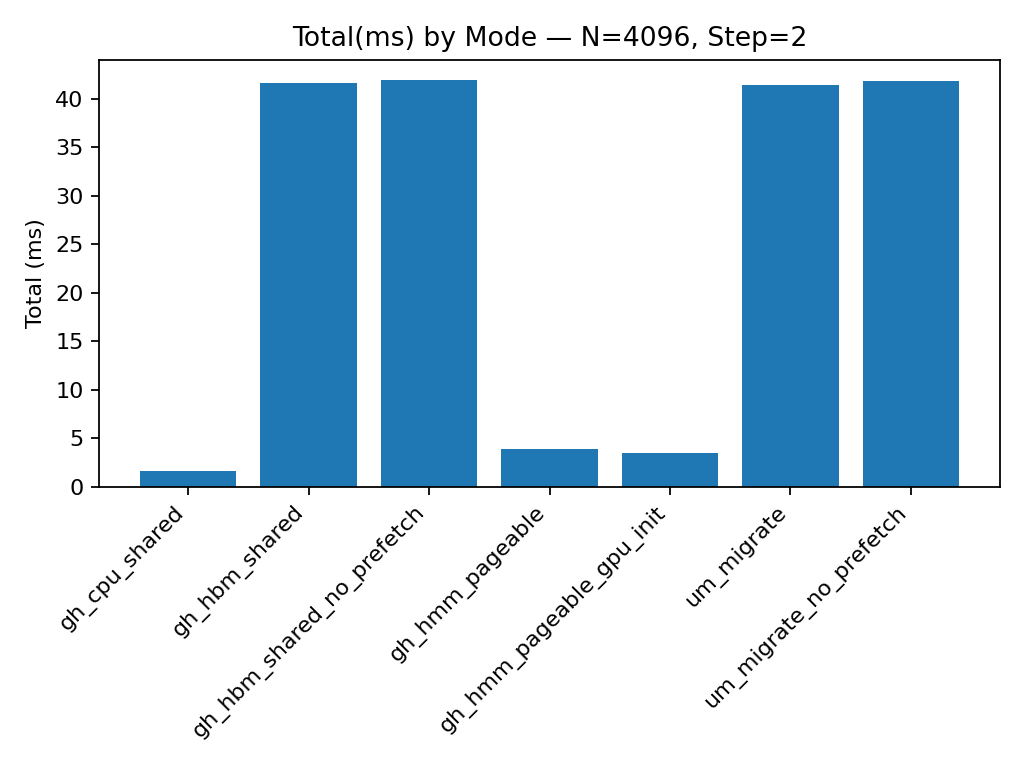 Total(ms) by Mode — N=4096, Step=2
Total (ms)
40
35
30
25
20
15
10
5
0
gh_cpu_shared
gh_hbm_shared
gh_hbm_shared_no_prefetch
gh_hmm_pageable
gh_hmm_pageable_gpu_init
um_migrate
um_migrate_no_prefetch